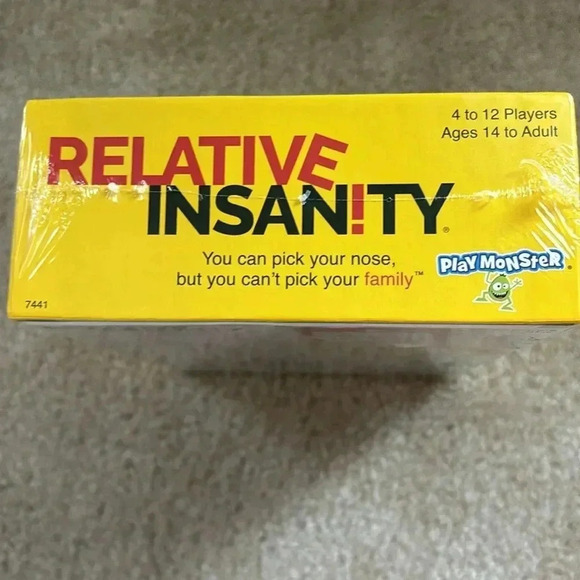 4 to 12 Players
Ages 14 to Adult
RELATIVE
INSAN!TY®
You can pick your nose,
but you can't pick your family™
PLAY MONSTER®
7441